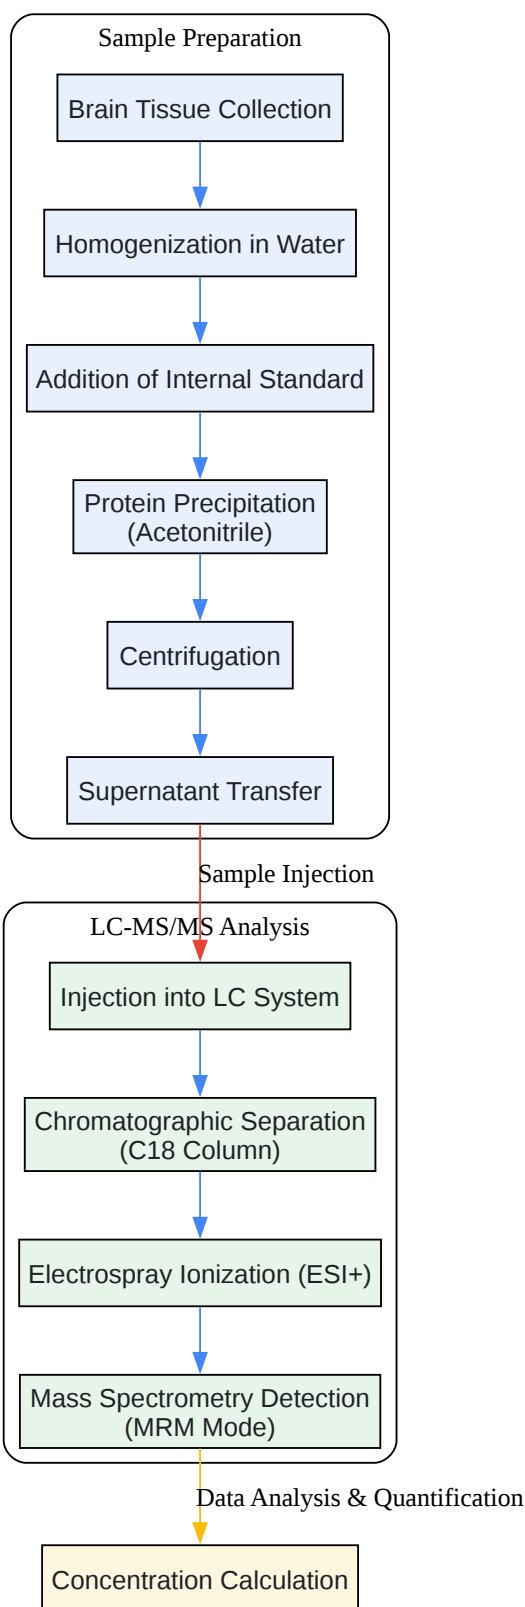 Sample Preparation
Brain Tissue Collection
Homogenization in Water
Addition of Internal Standard
Protein Precipitation
(Acetonitrile)
Centrifugation
Supernatant Transfer
Sample Injection
LC-MS/MS Analysis
Injection into LC System
Chromatographic Separation
(C18 Column)
Electrospray Ionization (ESI+)
Mass Spectrometry Detection
(MRM Mode)
Data Analysis & Quantification
Concentration Calculation